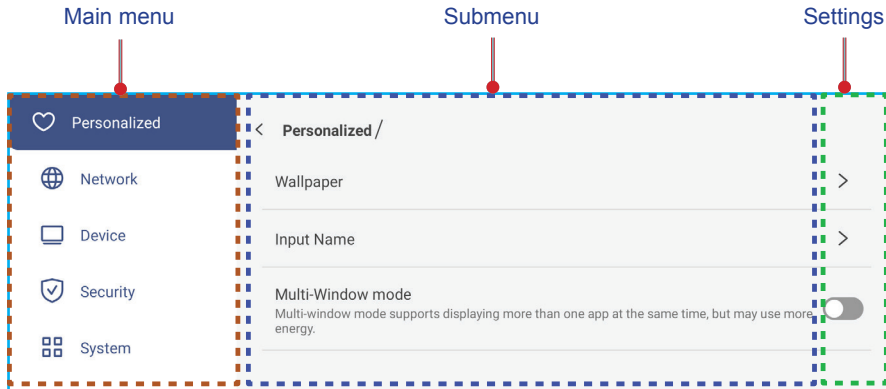 Main menu
Submenu
Settings
Personalized
Network
Device
Security
System
Personalized /
Wallpaper
Input Name
Multi-Window mode
Multi-window mode supports displaying more than one app at the same time, but may use more
energy.